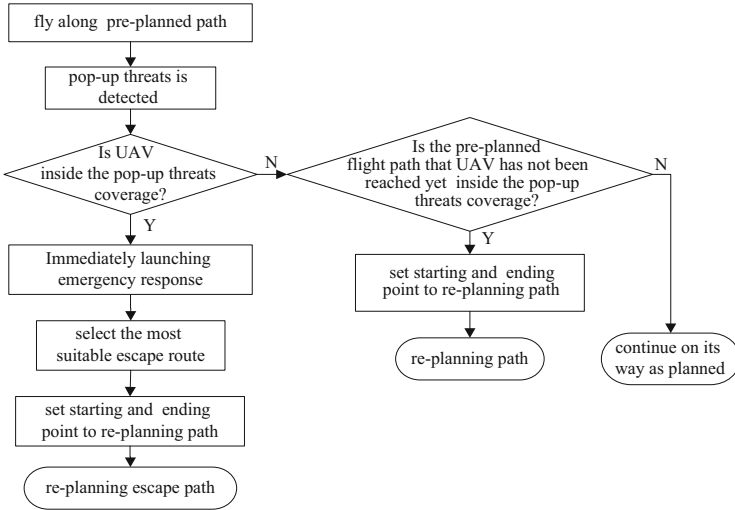 fly along pre-planned path
pop-up threats is
detected
Is UAV
inside the pop-up threats
coverage?
N
Y
Is the pre-planned
flight path that UAV has not been
reached yet inside the pop-up
threats coverage?
N
Y
Immediately launching
emergency response
select the most
suitable escape route
set starting and ending
point to re-planning path
re-planning escape path
set starting and ending
point to re-planning path
re-planning path
continue on its
way as planned